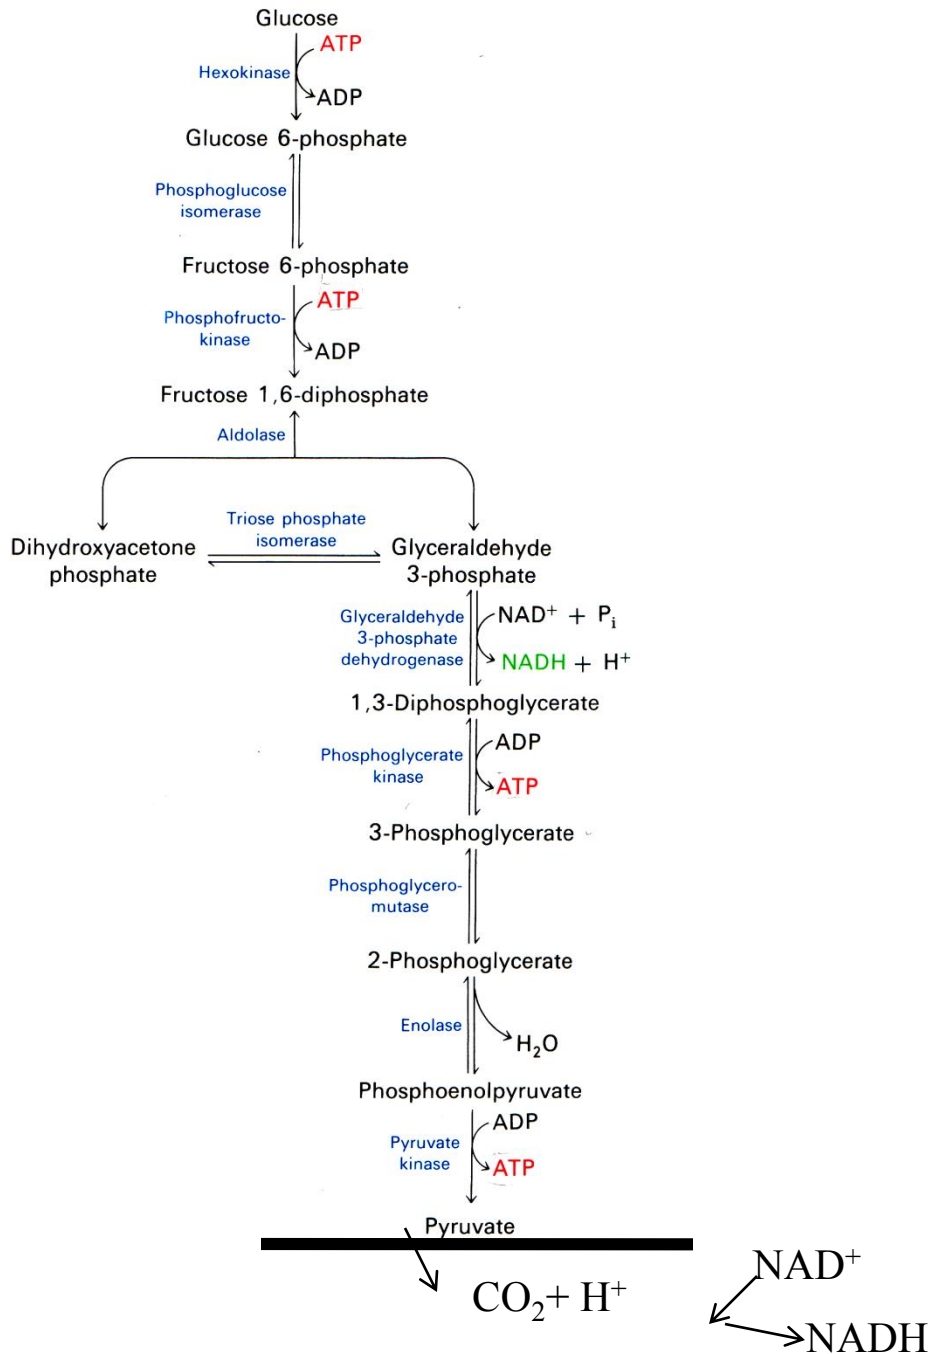 Glucose
ATP
Hexokinase
ADP
Glucose 6-phosphate
Phosphoglucose
isomerase
Fructose 6-phosphate
ATP
Phosphofructo-
kinase
ADP
Fructose 1,6-diphosphate
Aldolase
Triose phosphate
isomerase
Dihydroxyacetone
phosphate
Glyceraldehyde
3-phosphate
Glyceraldehyde
3-phosphate
dehydrogenase
NAD⁺ + Pᵢ
NADH + H⁺
1,3-Diphosphoglycerate
ADP
Phosphoglycerate
kinase
ATP
3-Phosphoglycerate
Phosphoglycero-
mutase
2-Phosphoglycerate
Enolase
H₂O
Phosphoenolpyruvate
ADP
Pyruvate
kinase
ATP
Pyruvate
CO₂+ H⁺
NAD⁺
NADH